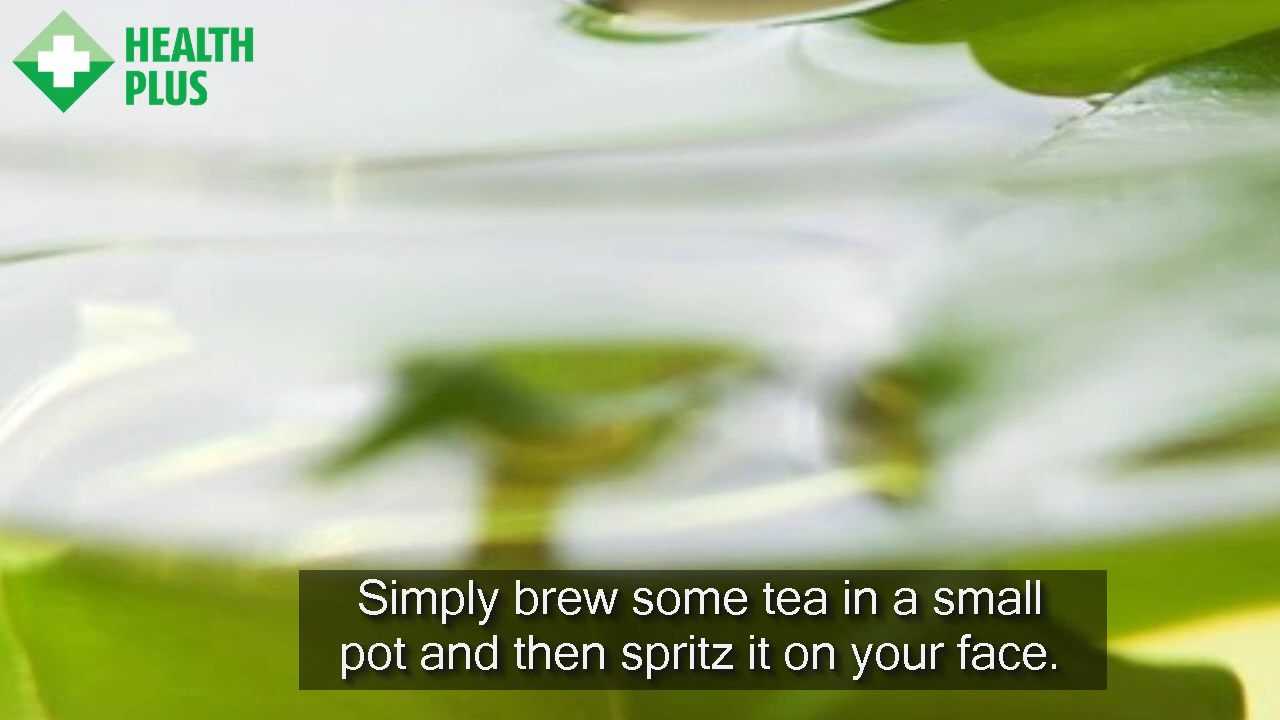 HEALTH
PLUS
Simply brew some tea in a small
pot and then spritz it on your face.